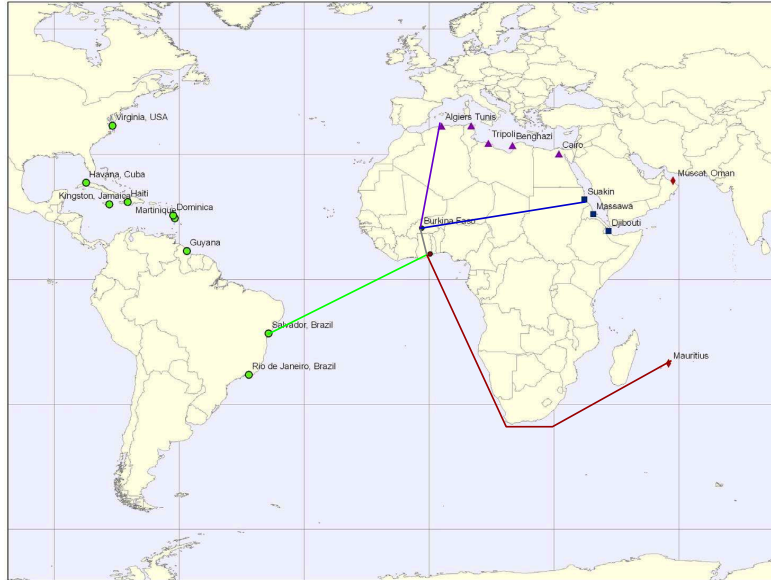 Virginia, USA
Algiers Tunis
Tripoli
Benghazi
Cairo
Havana, Cuba
Muscat, Oman
Kingston, Jamaica
Haiti
Suakin
Martinique
Dominica
Massawa
Burkina Faso
Djibouti
Guyana
Salvador, Brazil
Mauritius
Rio de Janeiro, Brazil